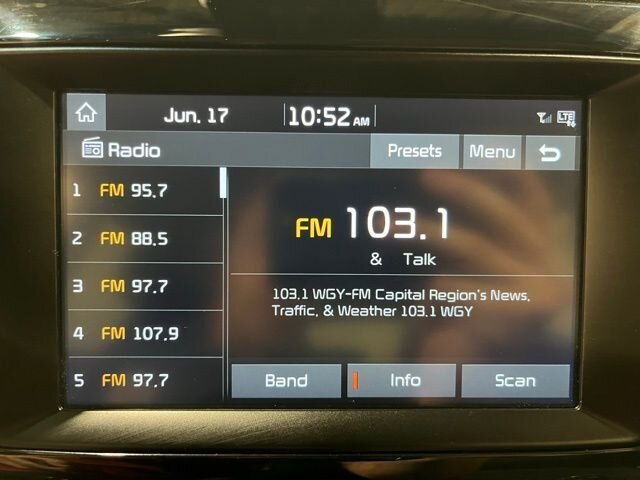 Jun. 17 10:52 AM LTE
Radio Presets Menu
1 FM 95.7
2 FM 88.5
3 FM 97.7
4 FM 107.9
5 FM 97.7
FM 103.1
& Talk
103.1 WGY-FM Capital Region's News,
Traffic, & Weather 103.1 WGY
Band Info Scan